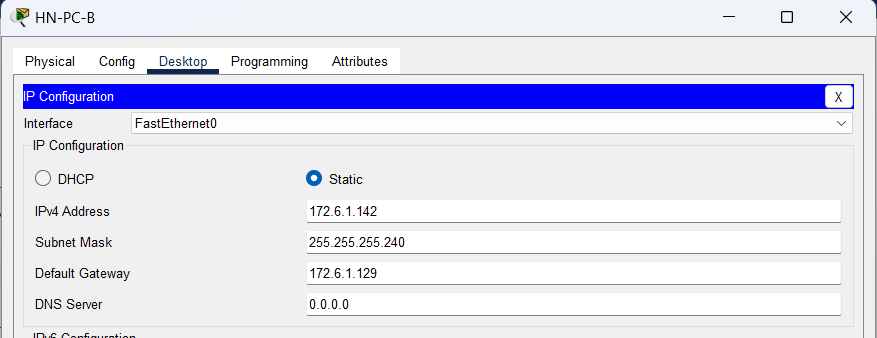 HN-PC-B
Physical Config Desktop Programming Attributes
IP Configuration X
Interface FastEthernet0
IP Configuration
DHCP Static
IPv4 Address 172.6.1.142
Subnet Mask 255.255.255.240
Default Gateway 172.6.1.129
DNS Server 0.0.0.0
IPv6 Configuration